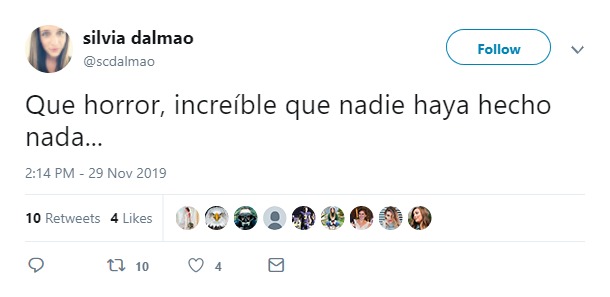 silvia dalmao
@scdalmao
Follow
Que horror, increíble que nadie haya hecho
nada...
2:14 PM - 29 Nov 2019
10 Retweets 4 Likes
10 4